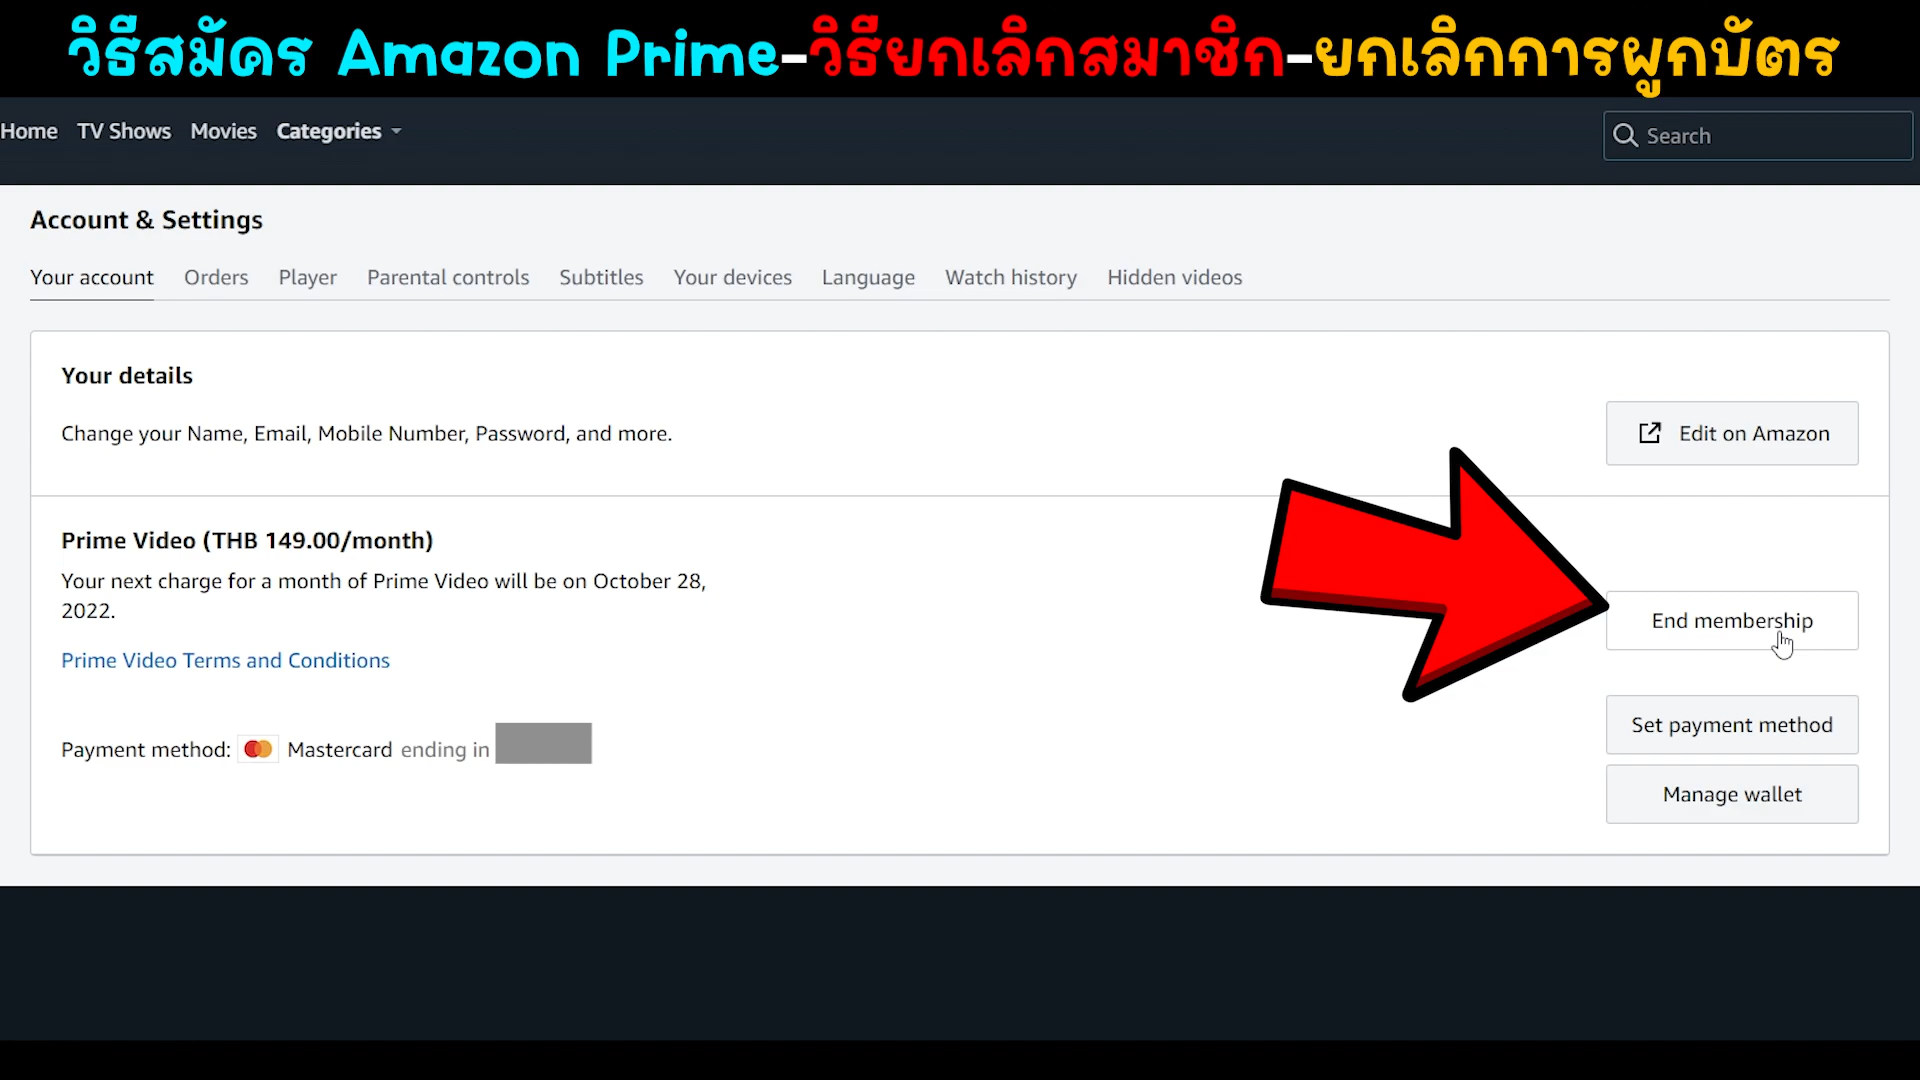 วิธีสมัคร Amazon Prime-วิธียกเลิกสมาชิก-ยกเลิกการผูกบัตร
Home TV Shows Movies Categories
Search
Account & Settings
Your account Orders Player Parental controls Subtitles Your devices Language Watch history Hidden videos
Your details
Change your Name, Email, Mobile Number, Password, and more.
Edit on Amazon
Prime Video (THB 149.00/month)
Your next charge for a month of Prime Video will be on October 28,
2022.
End membership
Prime Video Terms and Conditions
Set payment method
Payment method: Mastercard ending in
Manage wallet